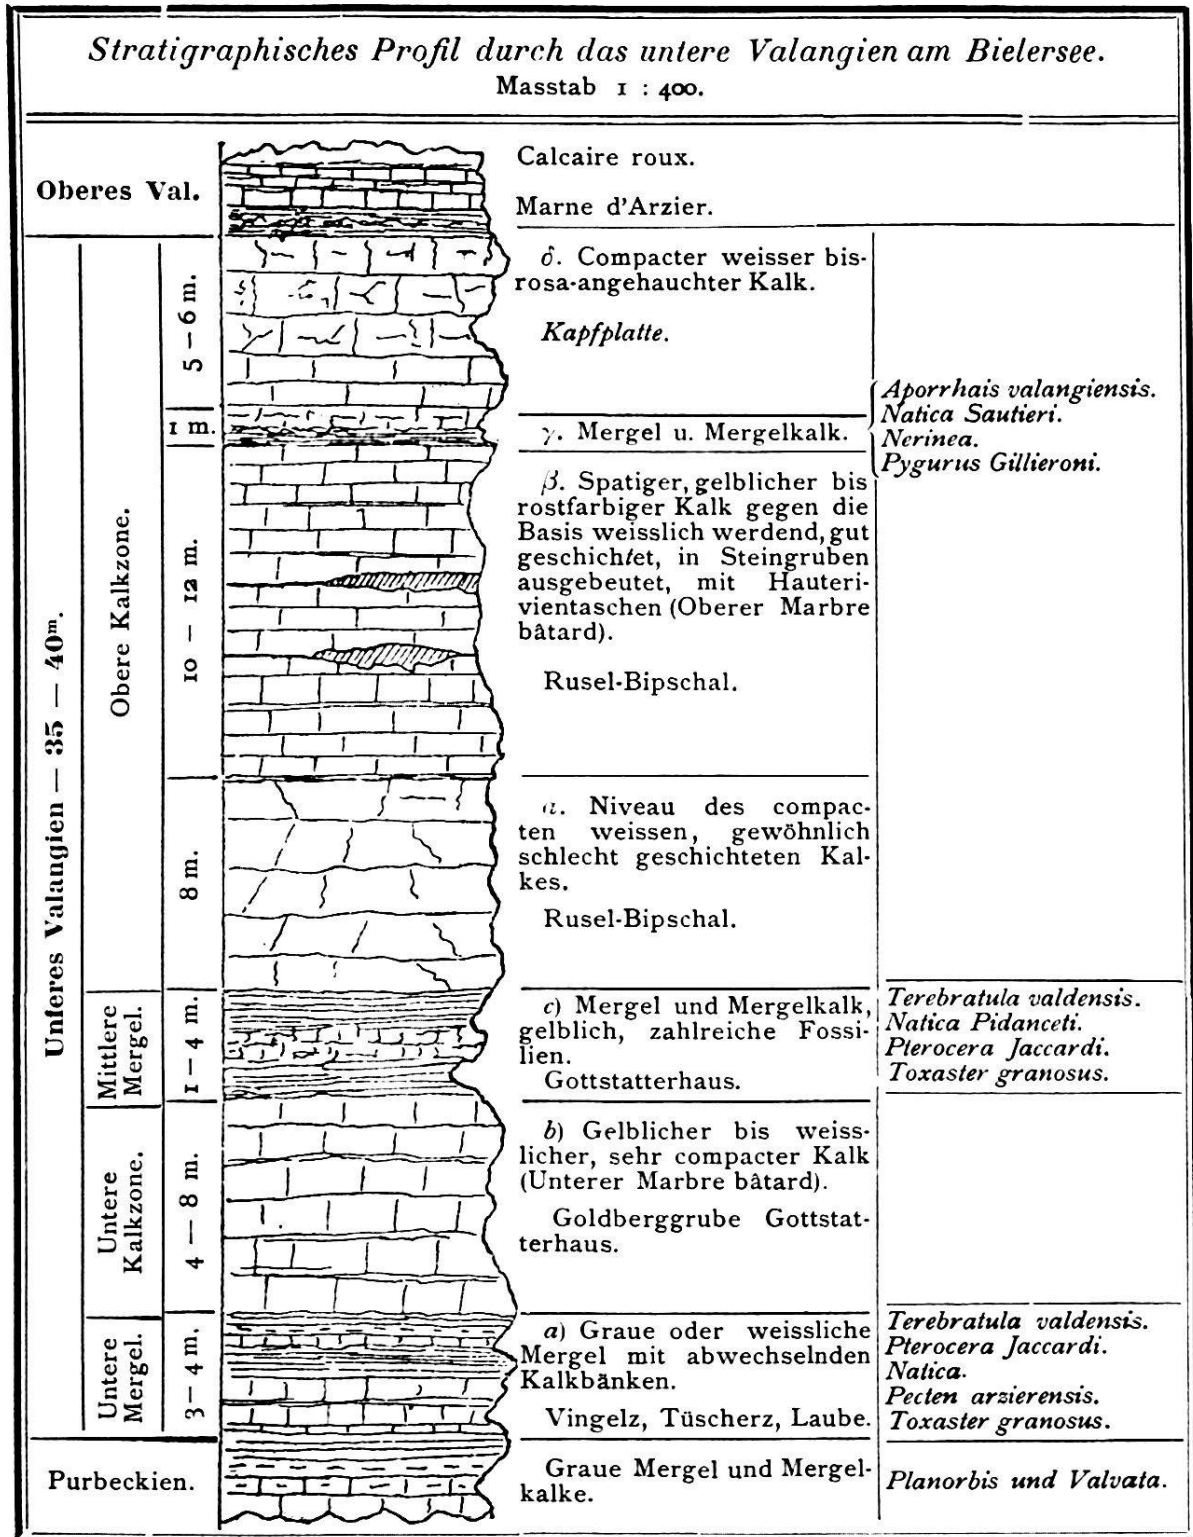 Stratigraphisches Profil durch das untere Valangien am Bielersee.
Masstab 1 : 400.
Oberes Val.
Calcaire roux.
Marne d'Arzier.
Unteres Valangien — 35 — 40m.
Obere Kalkzone.
5 — 6 m.
δ. Compacter weisser bis-
rosa-angehauchter Kalk.
Kapfplatte.
1 m.
γ. Mergel u. Mergelkalk.
Aporrhais valangiensis.
Natica Sautieri.
Nerinea.
Pygurus Gillieroni.
10 — 12 m.
β. Spatiger, gelblicher bis
rostfarbiger Kalk gegen die
Basis weisslich werdend, gut
geschichtet, in Steingruben
ausgebeutet, mit Hauteri-
vientaschen (Oberer Marbre
bâtard).
Rusel-Bipschal.
8 m.
α. Niveau des compac-
ten weissen, gewöhnlich
schlecht geschichteten Kal-
kes.
Rusel-Bipschal.
Mittlere
Mergel.
1 — 4 m.
c) Mergel und Mergelkalk,
gelblich, zahlreiche Fossi-
lien.
Gottstatterhaus.
Terebratula valdensis.
Natica Pidanceti.
Pterocera Jaccardi.
Toxaster granosus.
Untere
Kalkzone.
4 — 8 m.
b) Gelblicher bis weiss-
licher, sehr compacter Kalk
(Unterer Marbre bâtard).
Goldberggrube Gottstat-
terhaus.
Untere
Mergel.
3 — 4 m.
a) Graue oder weissliche
Mergel mit abwechselnden
Kalkbänken.
Vingelz, Tüscherz, Laube.
Terebratula valdensis.
Pterocera Jaccardi.
Natica.
Pecten arzierensis.
Toxaster granosus.
Purbeckien.
Graue Mergel und Mergel-
kalke.
Planorbis und Valvata.